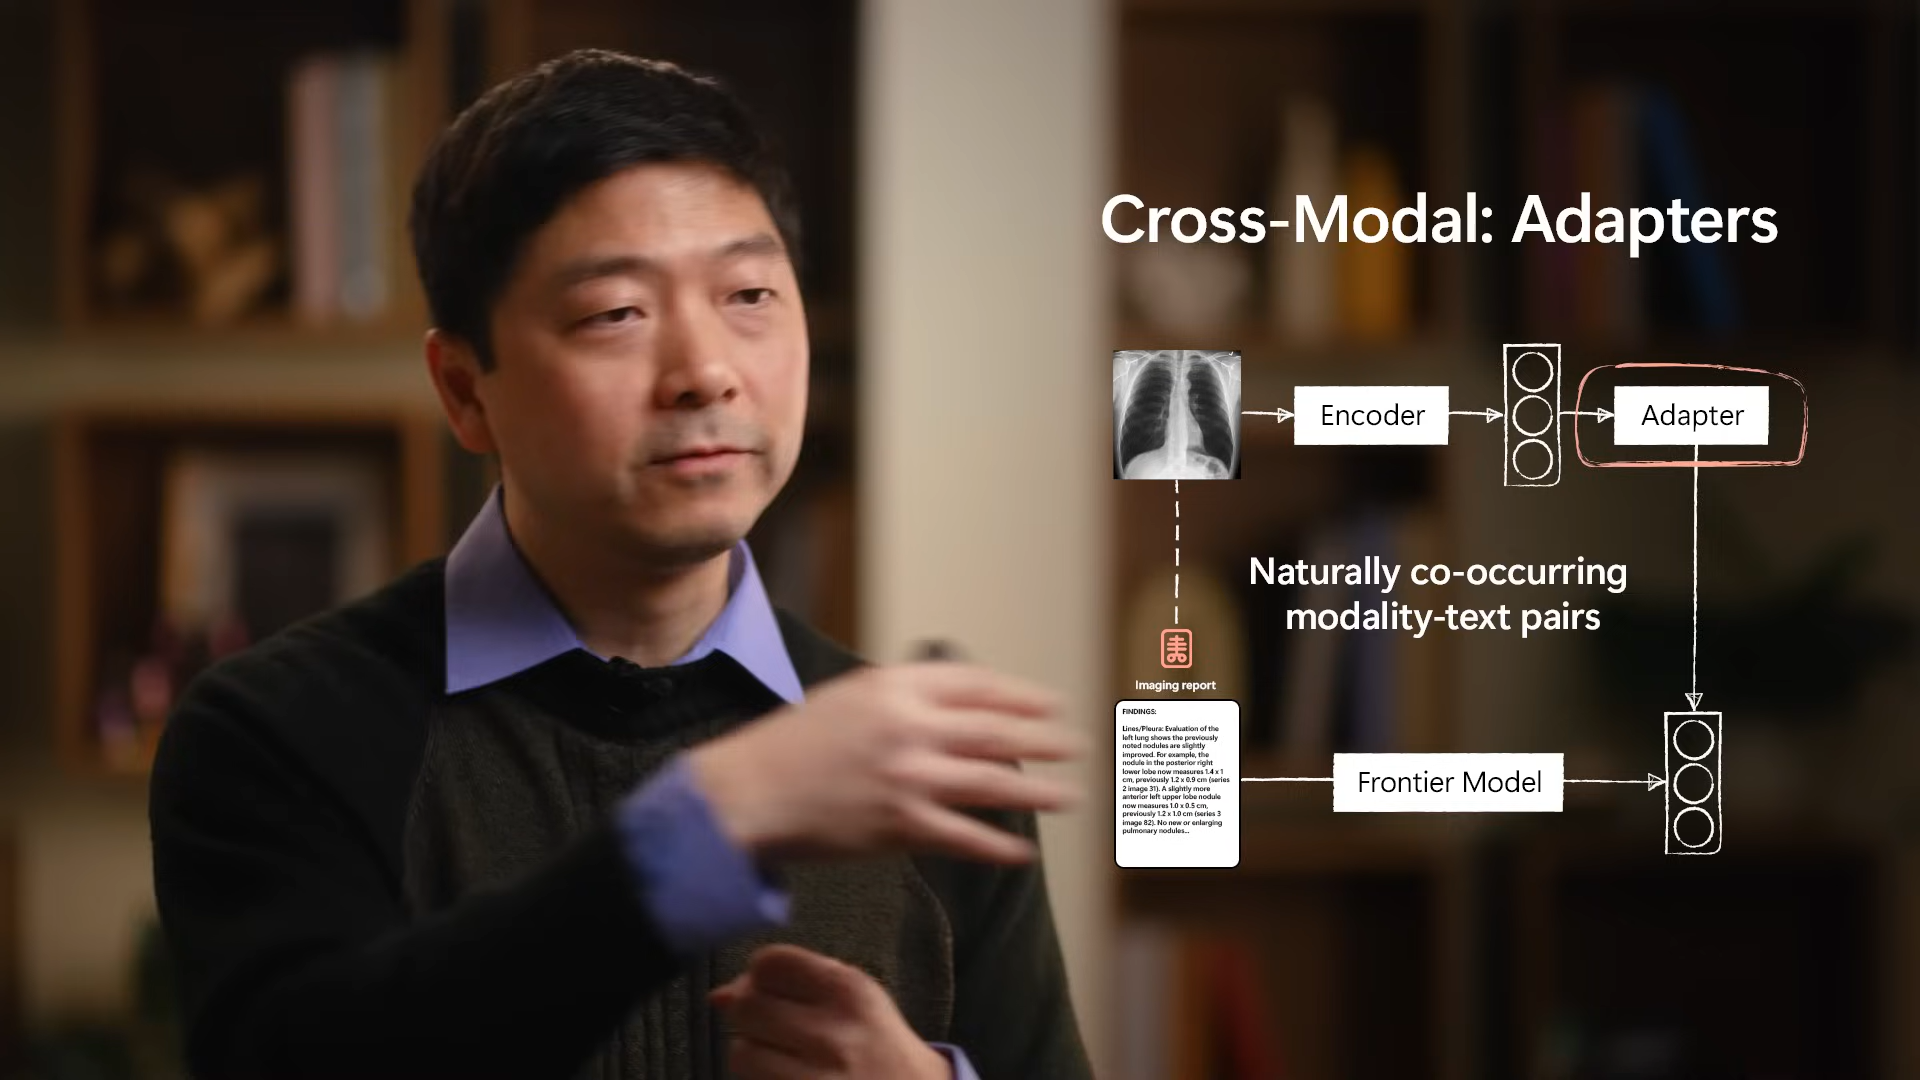 Cross-Modal: Adapters
Encoder
Adapter
Naturally co-occurring
modality-text pairs
Imaging report
FINDINGS:
Lines/Pleura: Evaluation of the
left lung shows the previously
noted nodules are slightly
improved. For example, the
nodule in the posterior right
lower lobe now measures 1.4 x 1
cm, previously 1.2 x 0.9 cm (series
2 image 31). A slightly more
anterior left upper lobe nodule
now measures 1.0 x 0.5 cm,
previously 1.2 x 1.0 cm (series 3
image 82). No new or enlarging
pulmonary nodules...
Frontier Model